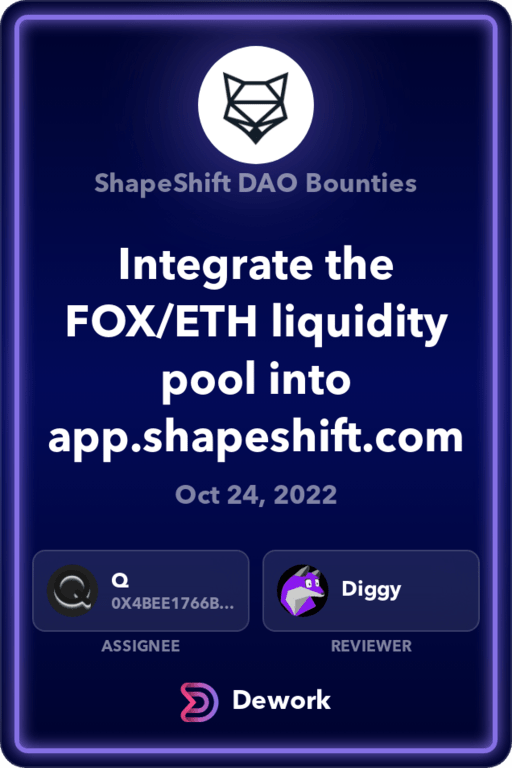 ShapeShift DAO Bounties
Integrate the
FOX/ETH liquidity
pool into
app.shapeshift.com
Oct 24, 2022
Q
0X4BEE1766B...
ASSIGNEE
Diggy
REVIEWER
Dework